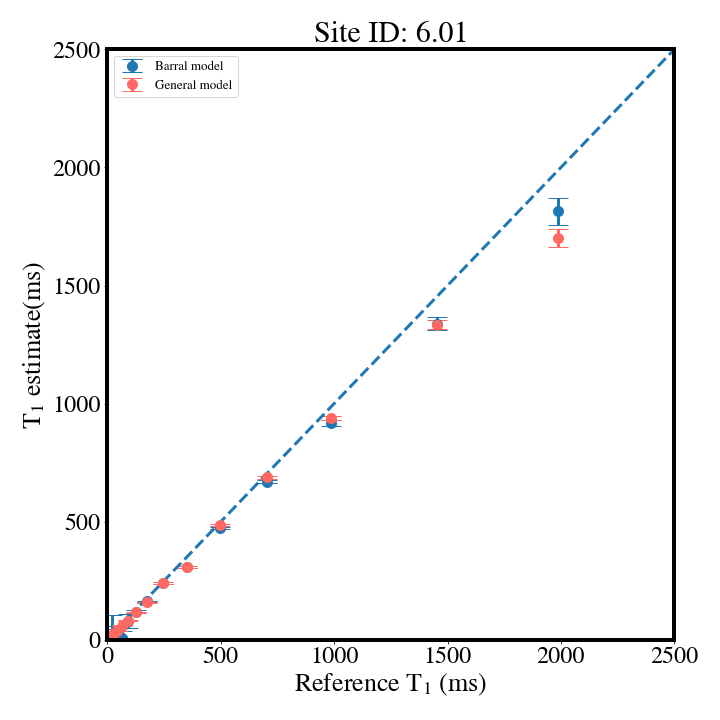 Site ID: 6.01
Barral model
General model
2500
2000
1500
1000
500
0
T₁ estimate(ms)
0 500 1000 1500 2000 2500
Reference T₁ (ms)